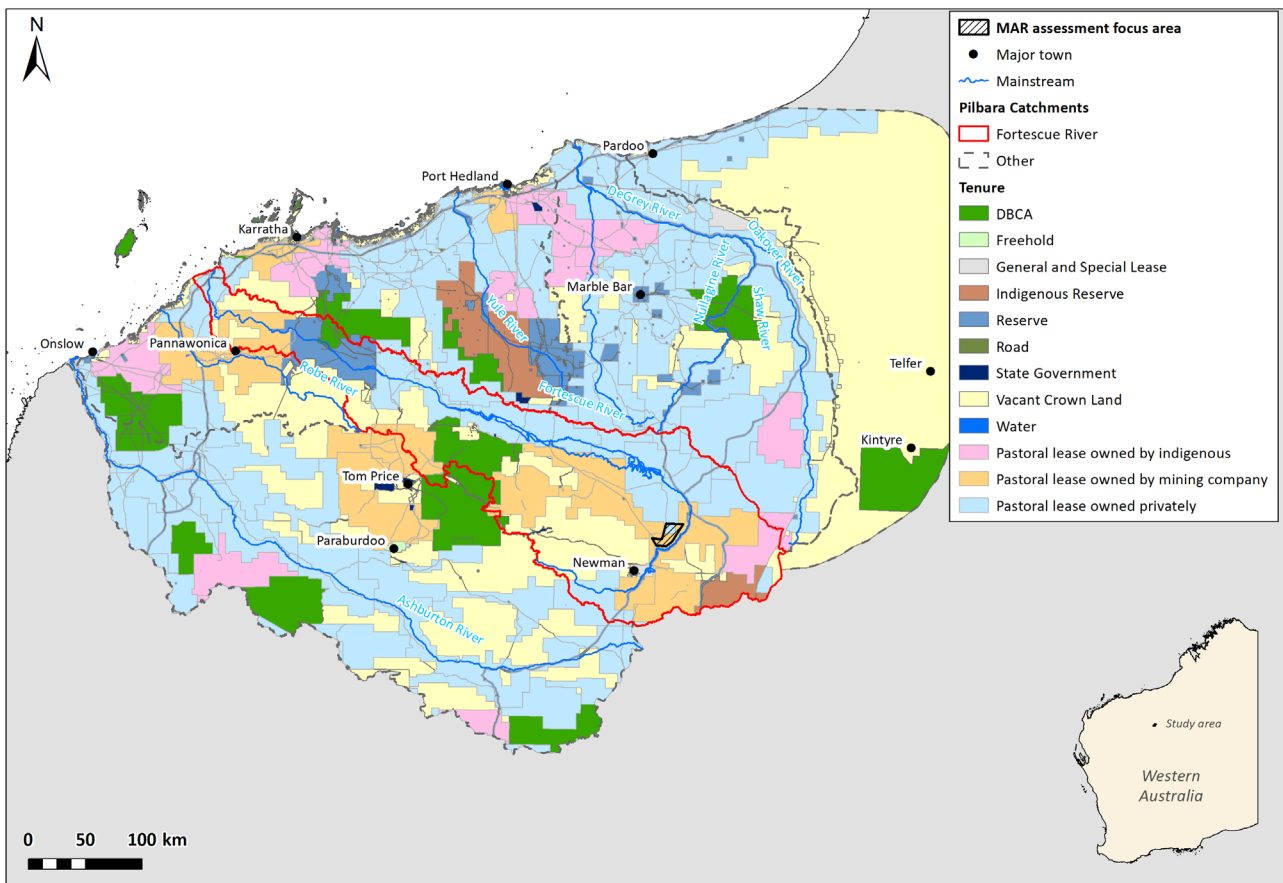 N
Pardoo
Port Hedland
DeGrey River
Karratha
Oakover River
Nullagine River
Marble Bar
Shaw River
Yule River
Onslow
Pannawonica
Robe River
Fortescue River
Telfer
Kintyre
Tom Price
Paraburdoo
Newman
Ashburton River
0 50 100 km
MAR assessment focus area
Major town
Mainstream
Pilbara Catchments
Fortescue River
Other
Tenure
DBCA
Freehold
General and Special Lease
Indigenous Reserve
Reserve
Road
State Government
Vacant Crown Land
Water
Pastoral lease owned by indigenous
Pastoral lease owned by mining company
Pastoral lease owned privately
Study area
Western
Australia